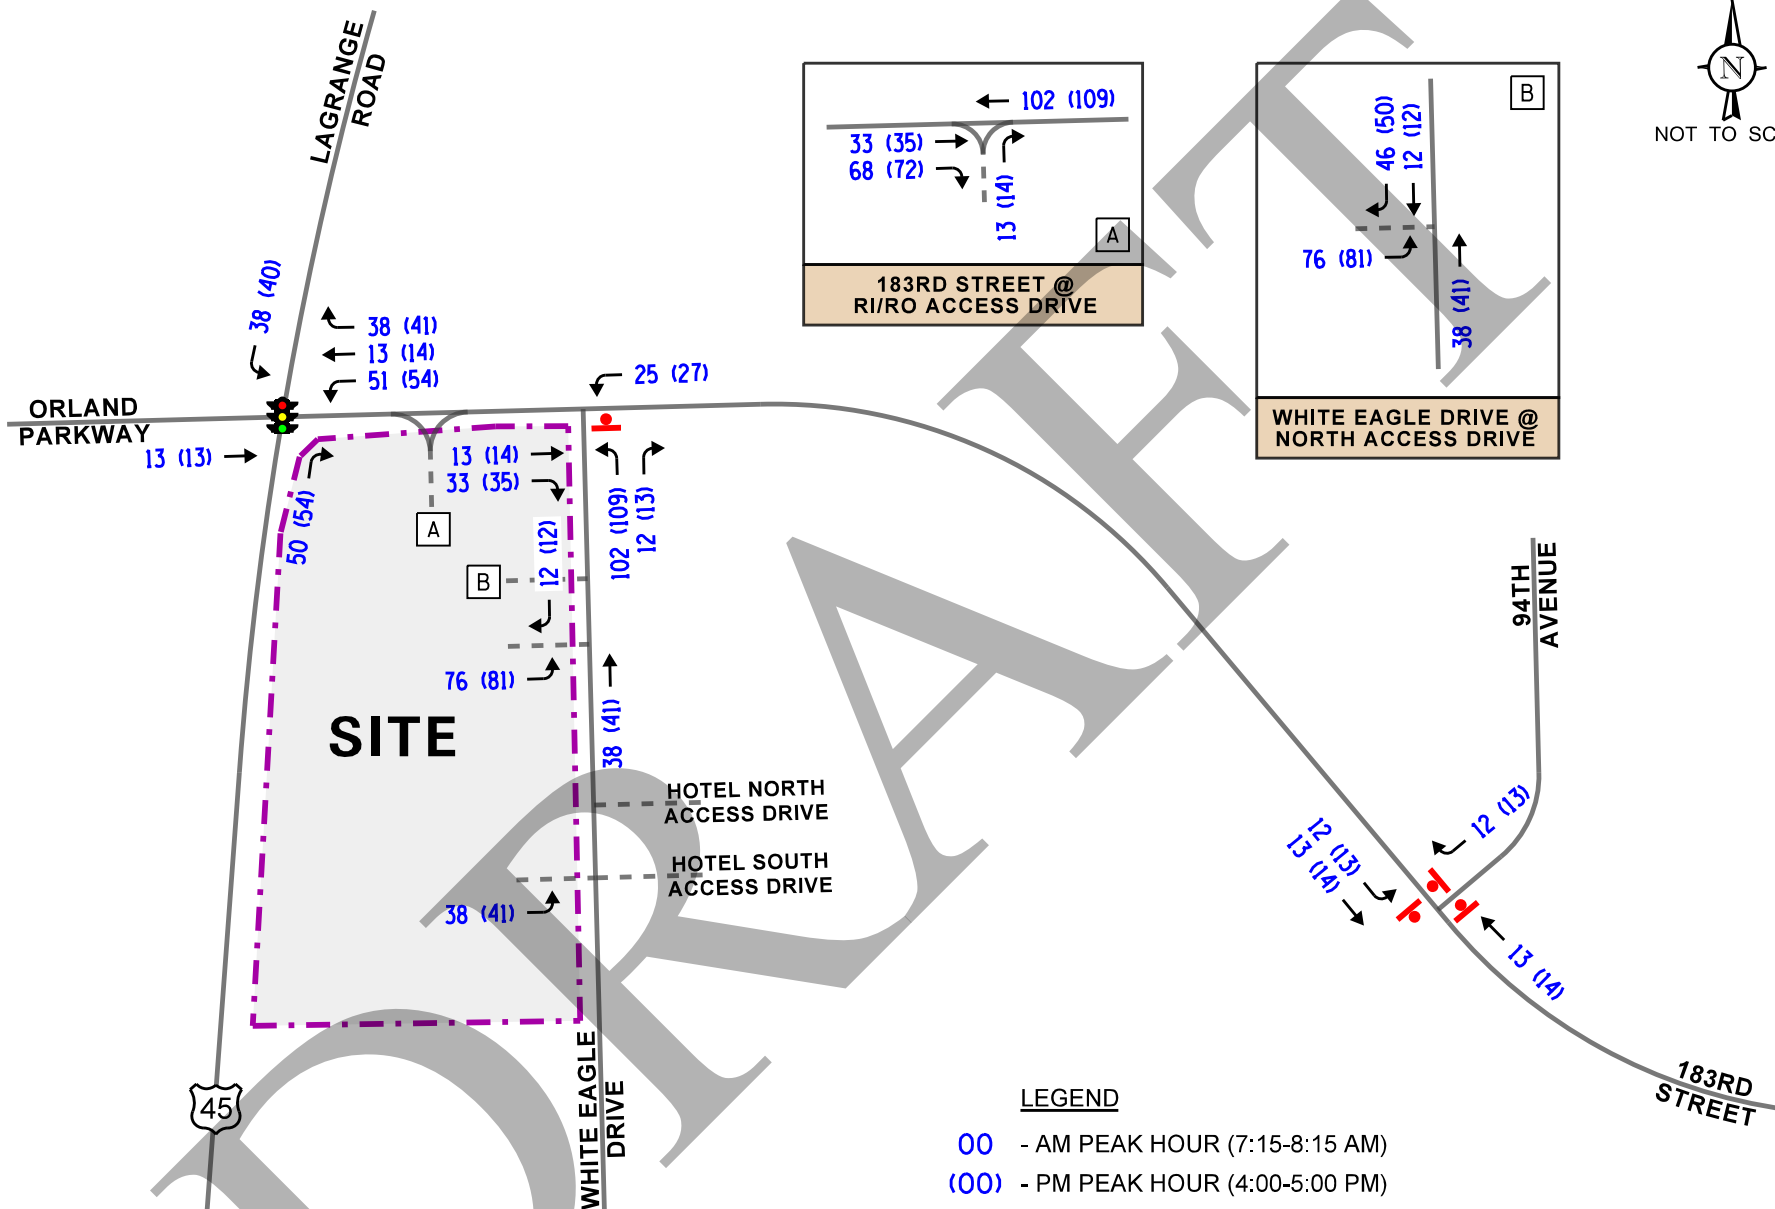 LAGRANGE
ROAD
102 (109)
33 (35)
68 (72)
13 (14)
A
183RD STREET @
RI/RO ACCESS DRIVE
B
46 (50)
12 (12)
76 (81)
38 (41)
WHITE EAGLE DRIVE @
NORTH ACCESS DRIVE
N
NOT TO SC
38 (40)
38 (41)
13 (14)
51 (54)
25 (27)
ORLAND
PARKWAY
13 (13)
50 (54)
13 (14)
33 (35)
A
102 (109)
12 (13)
12 (12)
B
76 (81)
38 (41)
SITE
HOTEL NORTH
ACCESS DRIVE
HOTEL SOUTH
ACCESS DRIVE
38 (41)
94TH
AVENUE
12 (13)
12 (13)
13 (14)
13 (14)
183RD
STREET
45
WHITE EAGLE
DRIVE
LEGEND
00 - AM PEAK HOUR (7:15-8:15 AM)
(00) - PM PEAK HOUR (4:00-5:00 PM)
DRAFT